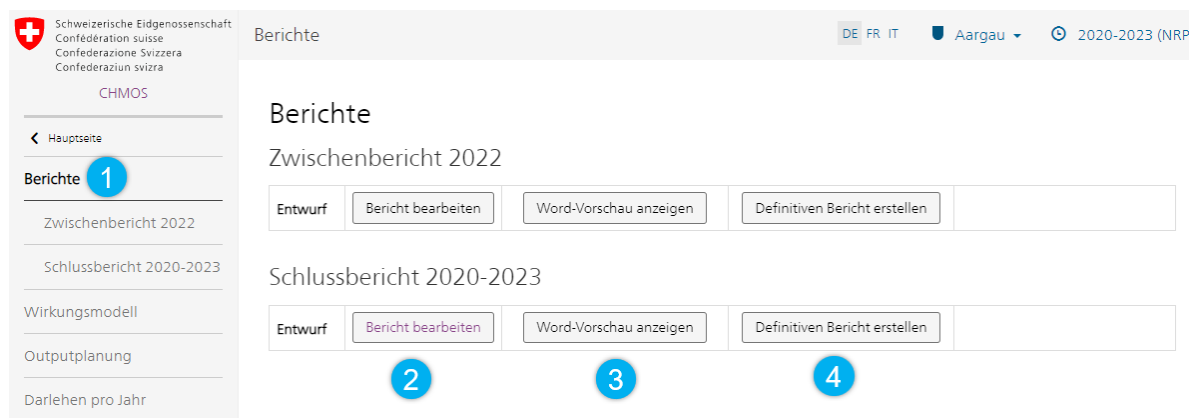 Schweizerische Eidgenossenschaft
Confédération suisse
Confederazione Svizzera
Confederaziun svizra
CHMOS
Hauptseite
Berichte 1
Zwischenbericht 2022
Schlussbericht 2020-2023
Wirkungsmodell
Outputplanung
Darlehen pro Jahr
Berichte DE FR IT Aargau 2020-2023 (NRP
Berichte
Zwischenbericht 2022
Entwurf Bericht bearbeiten Word-Vorschau anzeigen Definitiven Bericht erstellen
Schlussbericht 2020-2023
Entwurf Bericht bearbeiten Word-Vorschau anzeigen Definitiven Bericht erstellen
2 3 4